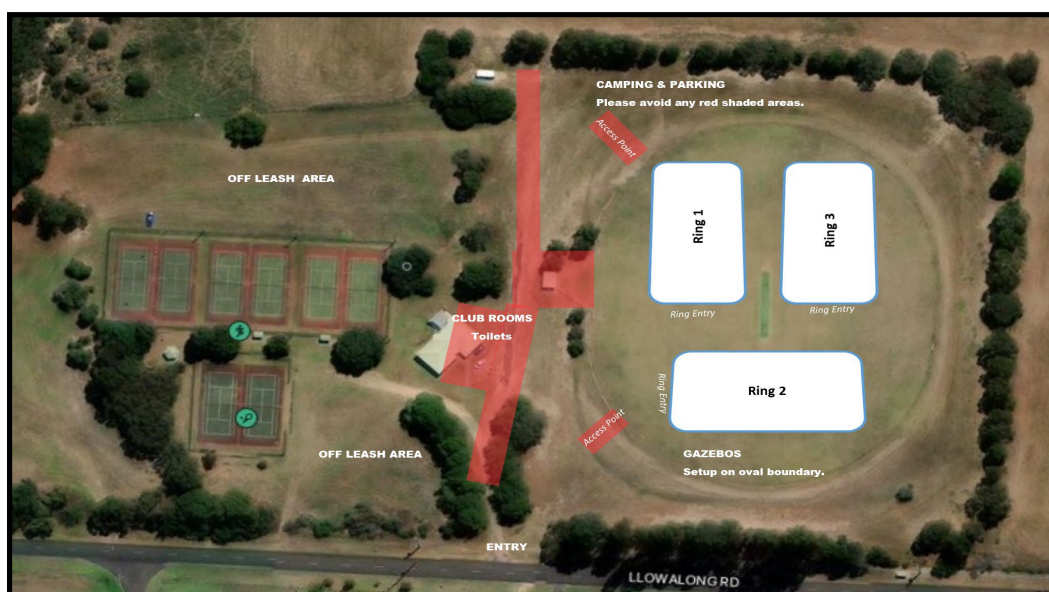 CAMPING & PARKING
Please avoid any red shaded areas.
Access Point
OFF LEASH AREA
Ring 1
Ring 3
Ring Entry
Ring Entry
CLUB ROOMS
Toilets
Ring 2
Ring Entry
Access Point
OFF LEASH AREA
GAZEBOS
Setup on oval boundary.
ENTRY
LLOWALONG RD